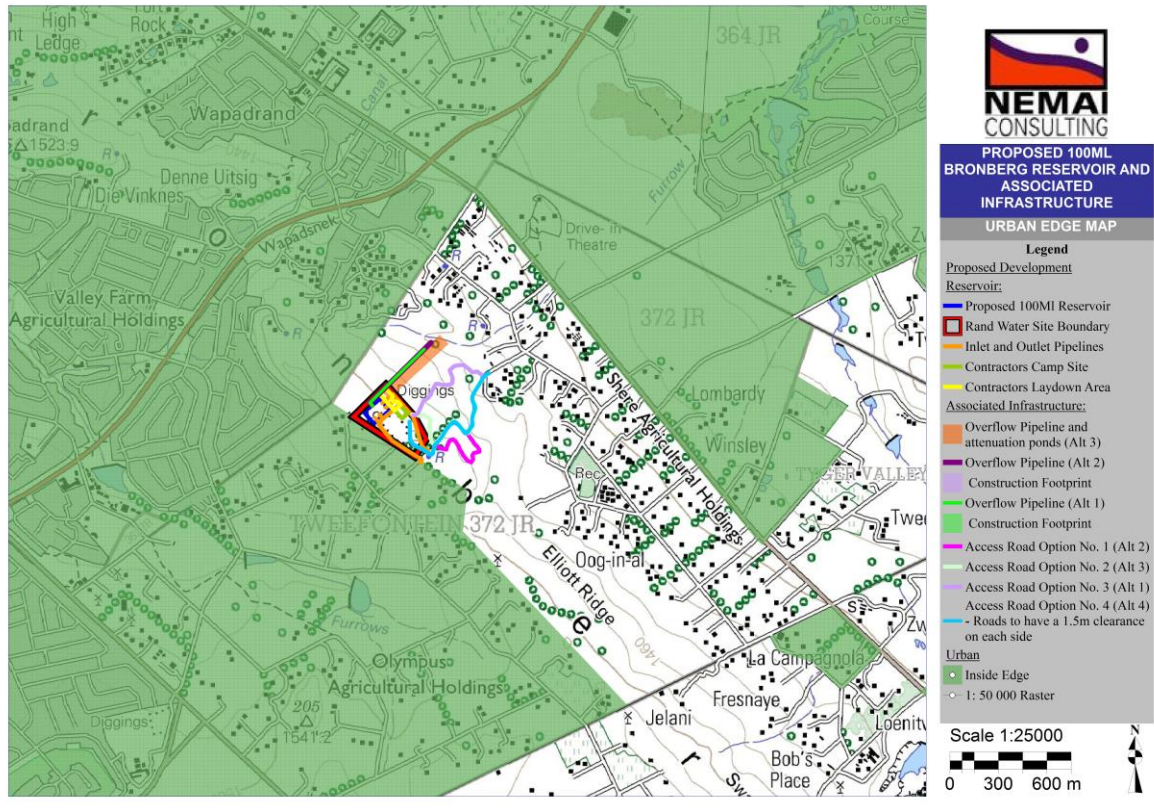 High
Ledge
Rock
Fort
Golf
Course
364 JR
Wapadrand
Canal
1523·9
1440
Denne Uitsig
Die Vinknes
Furrow
Drive-in
Theatre
Wapadsnek
1371
Valley Farm
Agricultural Holdings
R
R
R
372 JR
n
Diggings
Shere Agricultural Holdings
Lombardy
Winsley
R
b
Rec
TYGER VALLEY
TWEEFONTEIN 372 JR
Oog-in-al
Elliott Ridge
e
Furrows
1460
s
La Campagnola
Olympus
Agricultural Holdings
Fresnaye
Diggings
205
1541·2
Jelani
Bob's
Place
r
NEMAI
CONSULTING
PROPOSED 100ML
BRONBERG RESERVOIR AND
ASSOCIATED
INFRASTRUCTURE
URBAN EDGE MAP
Legend
Proposed Development
Reservoir:
Proposed 100Ml Reservoir
Rand Water Site Boundary
Inlet and Outlet Pipelines
Contractors Camp Site
Contractors Laydown Area
Associated Infrastructure:
Overflow Pipeline and
attenuation ponds (Alt 3)
Overflow Pipeline (Alt 2)
Construction Footprint
Overflow Pipeline (Alt 1)
Construction Footprint
Access Road Option No. 1 (Alt 2)
Access Road Option No. 2 (Alt 3)
Access Road Option No. 3 (Alt 1)
Access Road Option No. 4 (Alt 4)
- Roads to have a 1.5m clearance
on each side
Urban
Inside Edge
1: 50 000 Raster
Scale 1:25000
0 300 600 m
N